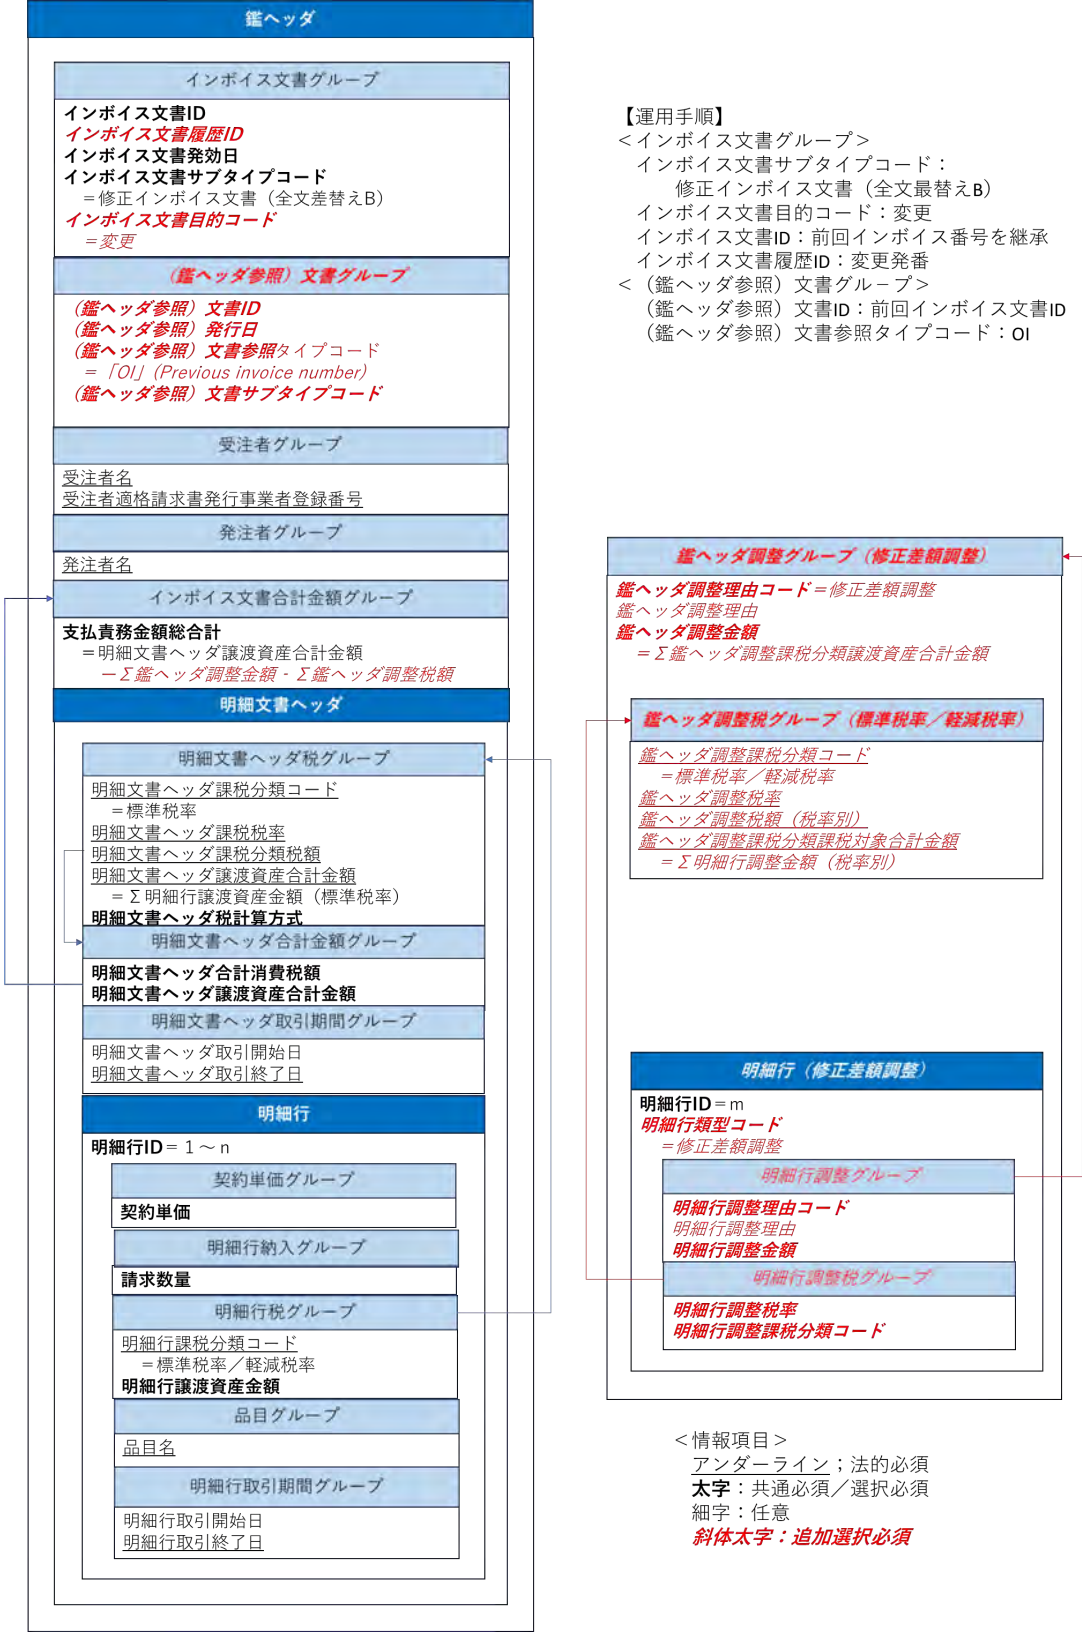 鑑ヘッダ
インボイス文書グループ
インボイス文書ID
インボイス文書履歴ID
インボイス文書発効日
インボイス文書サブタイプコード
＝修正インボイス文書（全文差替えB）
インボイス文書目的コード
＝変更
（鑑ヘッダ参照）文書グループ
（鑑ヘッダ参照）文書ID
（鑑ヘッダ参照）発行日
（鑑ヘッダ参照）文書参照タイプコード
＝「OI」(Previous invoice number)
（鑑ヘッダ参照）文書サブタイプコード
受注者グループ
受注者名
受注者適格請求書発行事業者登録番号
発注者グループ
発注者名
インボイス文書合計金額グループ
支払責務金額総合計
＝明細文書ヘッダ譲渡資産合計金額
－Σ鑑ヘッダ調整金額 - Σ鑑ヘッダ調整税額
明細文書ヘッダ
明細文書ヘッダ税グループ
明細文書ヘッダ課税分類コード
＝標準税率
明細文書ヘッダ課税税率
明細文書ヘッダ課税分類税額
明細文書ヘッダ譲渡資産合計金額
＝Σ明細行譲渡資産金額（標準税率）
明細文書ヘッダ税計算方式
明細文書ヘッダ合計金額グループ
明細文書ヘッダ合計消費税額
明細文書ヘッダ譲渡資産合計金額
明細文書ヘッダ取引期間グループ
明細文書ヘッダ取引開始日
明細文書ヘッダ取引終了日
明細行
明細行ID＝１～ｎ
契約単価グループ
契約単価
明細行納入グループ
請求数量
明細行税グループ
明細行課税分類コード
＝標準税率／軽減税率
明細行譲渡資産金額
品目グループ
品目名
明細行取引期間グループ
明細行取引開始日
明細行取引終了日
【運用手順】
＜インボイス文書グループ＞
インボイス文書サブタイプコード：
修正インボイス文書（全文最替えB）
インボイス文書目的コード：変更
インボイス文書ID：前回インボイス番号を継承
インボイス文書履歴ID：変更発番
＜（鑑ヘッダ参照）文書グループ＞
（鑑ヘッダ参照）文書ID：前回インボイス文書ID
（鑑ヘッダ参照）文書参照タイプコード：OI
鑑ヘッダ調整グループ（修正差額調整）
鑑ヘッダ調整理由コード＝修正差額調整
鑑ヘッダ調整理由
鑑ヘッダ調整金額
＝Σ鑑ヘッダ調整課税分類譲渡資産合計金額
鑑ヘッダ調整税グループ（標準税率／軽減税率）
鑑ヘッダ調整課税分類コード
＝標準税率／軽減税率
鑑ヘッダ調整税率
鑑ヘッダ調整税額（税率別）
鑑ヘッダ調整課税分類課税対象合計金額
＝Σ明細行調整金額（税率別）
明細行（修正差額調整）
明細行ID＝ｍ
明細行類型コード
＝修正差額調整
明細行調整グループ
明細行調整理由コード
明細行調整理由
明細行調整金額
明細行調整税グループ
明細行調整税率
明細行調整課税分類コード
＜情報項目＞
アンダーライン；法的必須
太字：共通必須／選択必須
細字：任意
斜体太字：追加選択必須